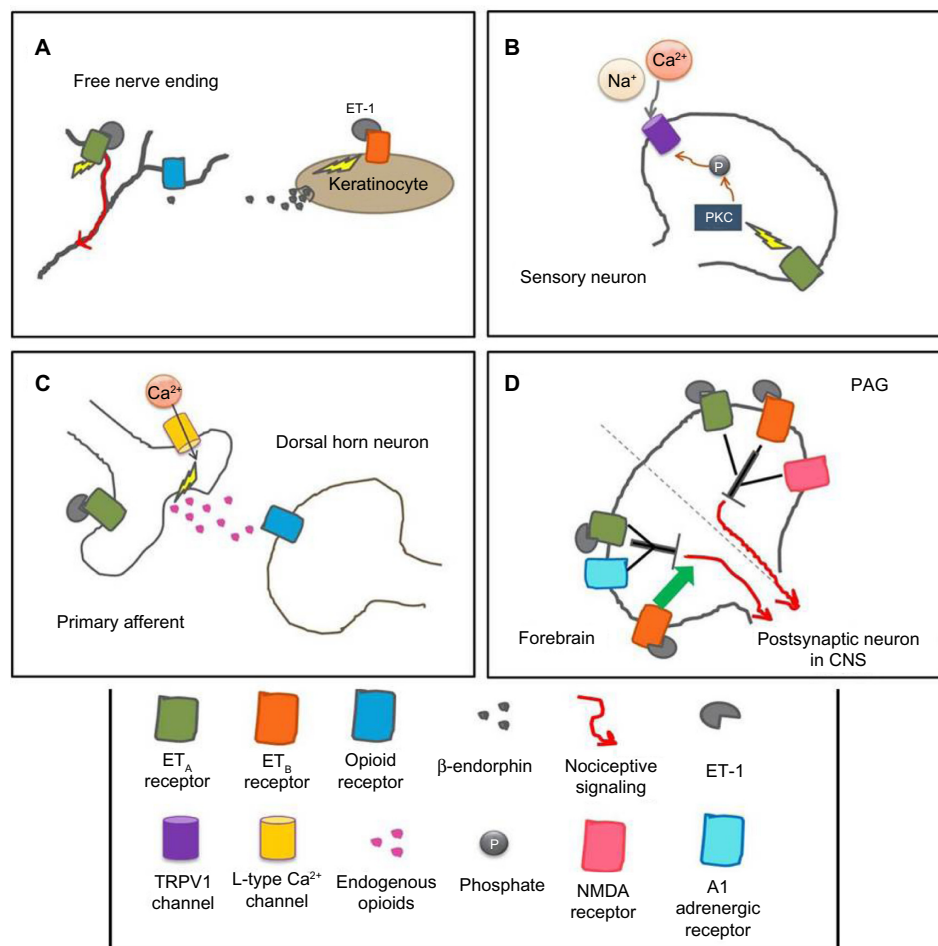 A
Free nerve ending
ET-1
Keratinocyte
B
Na⁺
Ca²⁺
P
PKC
Sensory neuron
C
Ca²⁺
Dorsal horn neuron
Primary afferent
D
PAG
Forebrain
Postsynaptic neuron
in CNS
ET_A
receptor
ET_B
receptor
Opioid
receptor
β-endorphin
Nociceptive
signaling
ET-1
TRPV1
channel
L-type Ca²⁺
channel
Endogenous
opioids
P
Phosphate
NMDA
receptor
A1
adrenergic
receptor